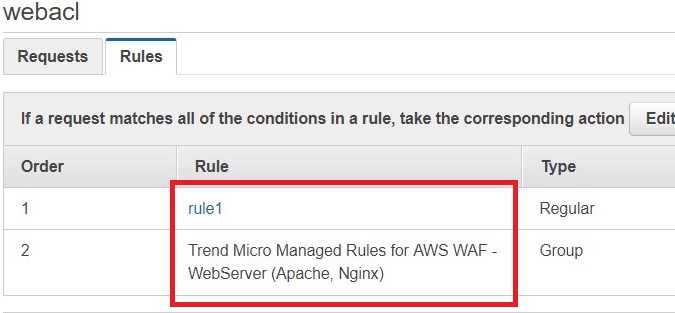 webacl
Requests Rules
If a request matches all of the conditions in a rule, take the corresponding action Edit
Order Rule Type
1 rule1 Regular
2 Trend Micro Managed Rules for AWS WAF - Group
WebServer (Apache, Nginx)